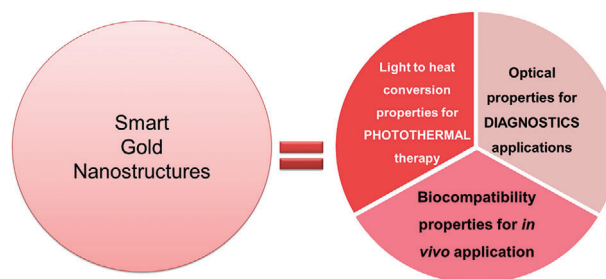 Smart
Gold
Nanostructures
Light to heat
conversion
properties for
PHOTOTHERMAL
therapy
Optical
properties for
DIAGNOSTICS
applications
Biocompatibility
properties for in
vivo application